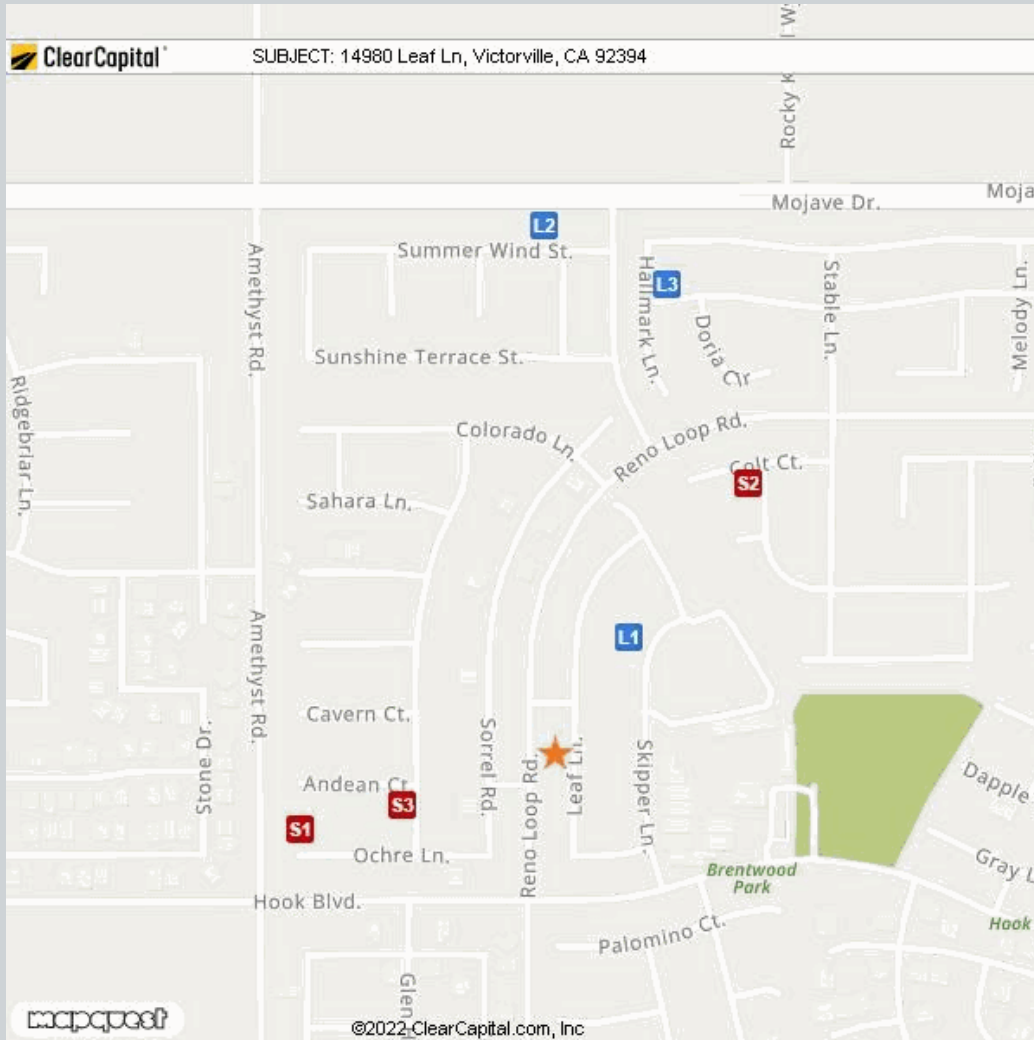 ClearCapital
SUBJECT: 14980 Leaf Ln, Victorville, CA 92394
Rocky
Mojave Dr.
Moja
L2
Summer Wind St.
Amethyst Rd.
Hallmark Ln.
L3
Stable Ln.
Melody Ln.
Doria Cir
Sunshine Terrace St.
Ridgebriar Ln.
Colorado Ln.
Reno Loop Rd.
Colt Ct.
S2
Sahara Ln.
Amethyst Rd.
L1
Cavern Ct.
Stone Dr.
Sorrel Rd.
Reno Loop Rd.
Leaf Ln.
Skipper Ln.
Andean Ct.
S3
S1
Ochre Ln.
Dapple
Gray L
Brentwood
Park
Hook Blvd.
Hook
Palomino Ct.
Glen
mapquest
©2022 ClearCapital.com, Inc